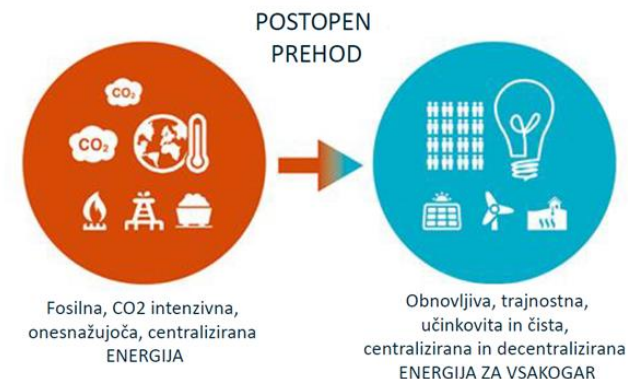 POSTOPEN
PREHOD
CO₂
CO₂
Fosilna, CO2 intenzivna,
onesnažujoča, centralizirana
ENERGIJA
Obnovljiva, trajnostna,
učinkovita in čista,
centralizirana in decentralizirana
ENERGIJA ZA VSAKOGAR